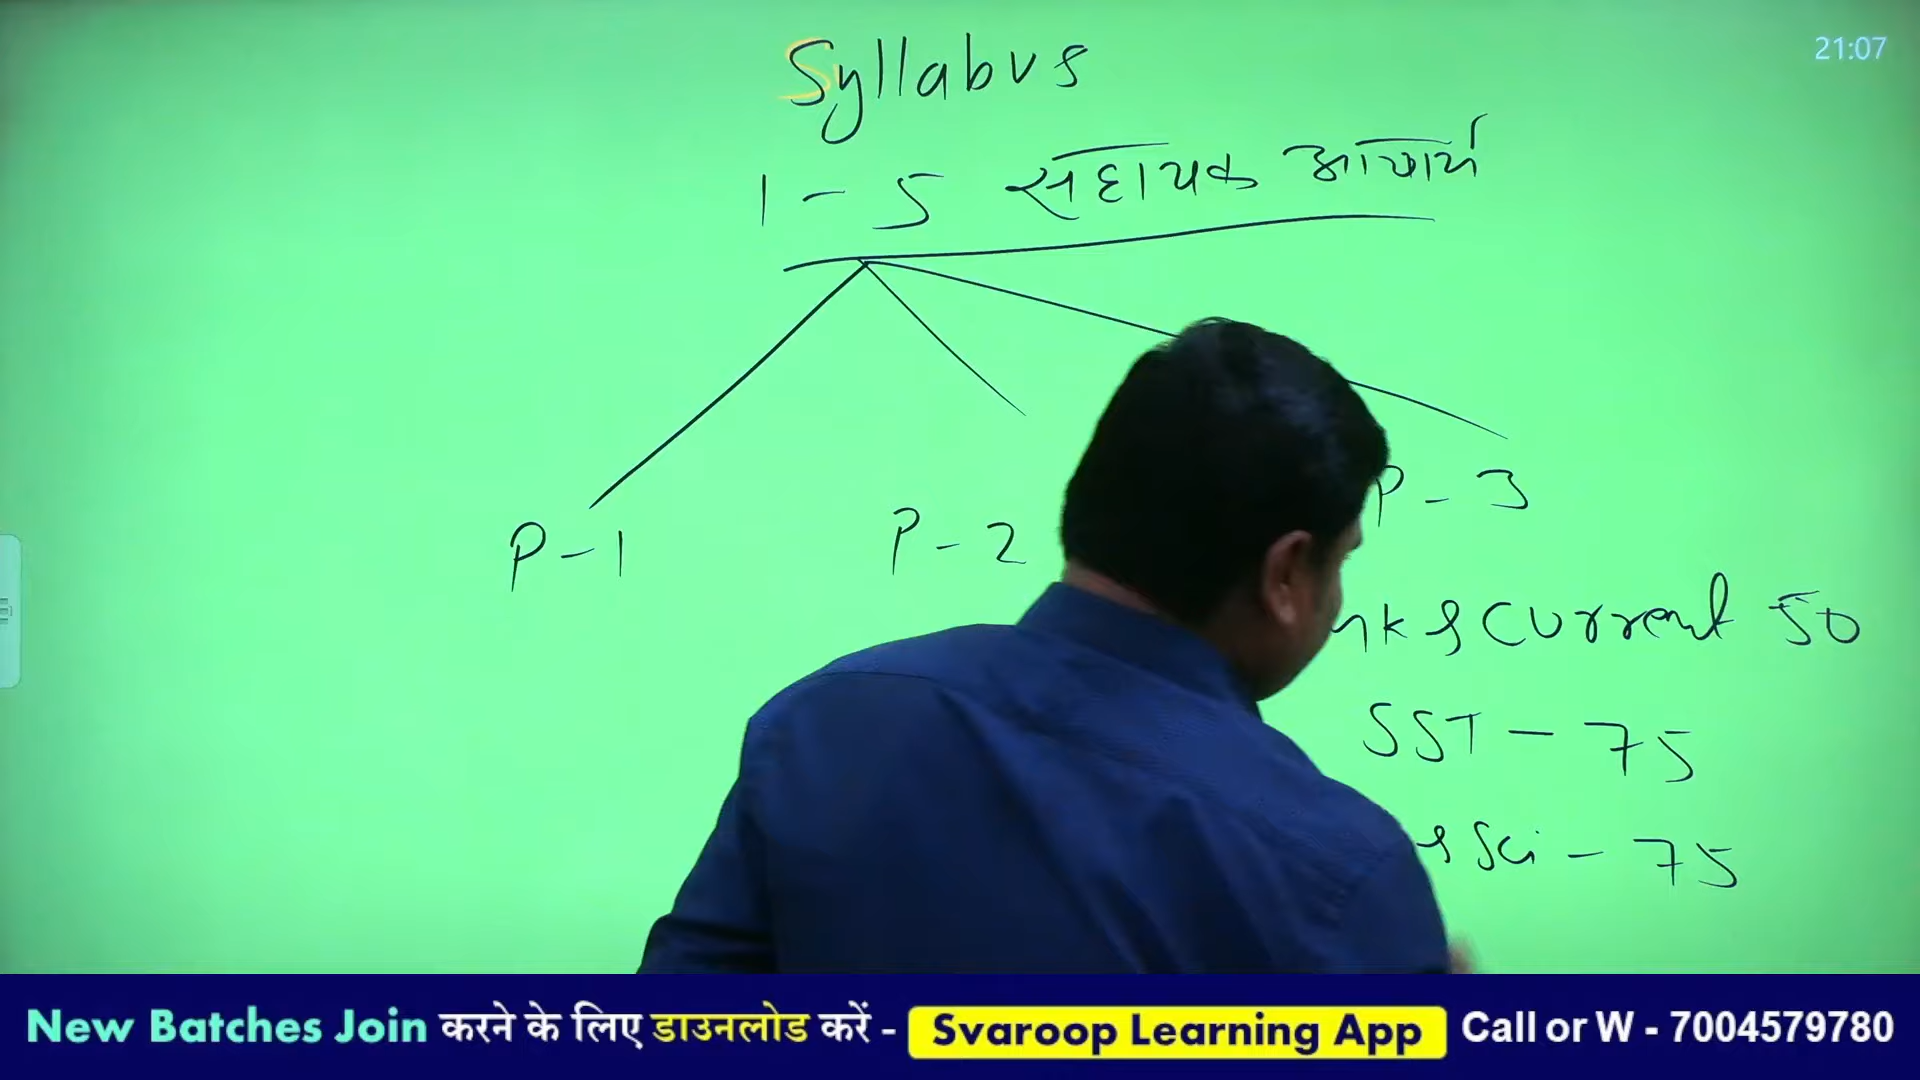 21:07
Syllabus
1 - 5 सहायक आचार्य
P - 1
P - 2
P - 3
& Current 50
SST - 75
& Sci - 75
New Batches Join करने के लिए डाउनलोड करें - Svaroop Learning App Call or W - 7004579780